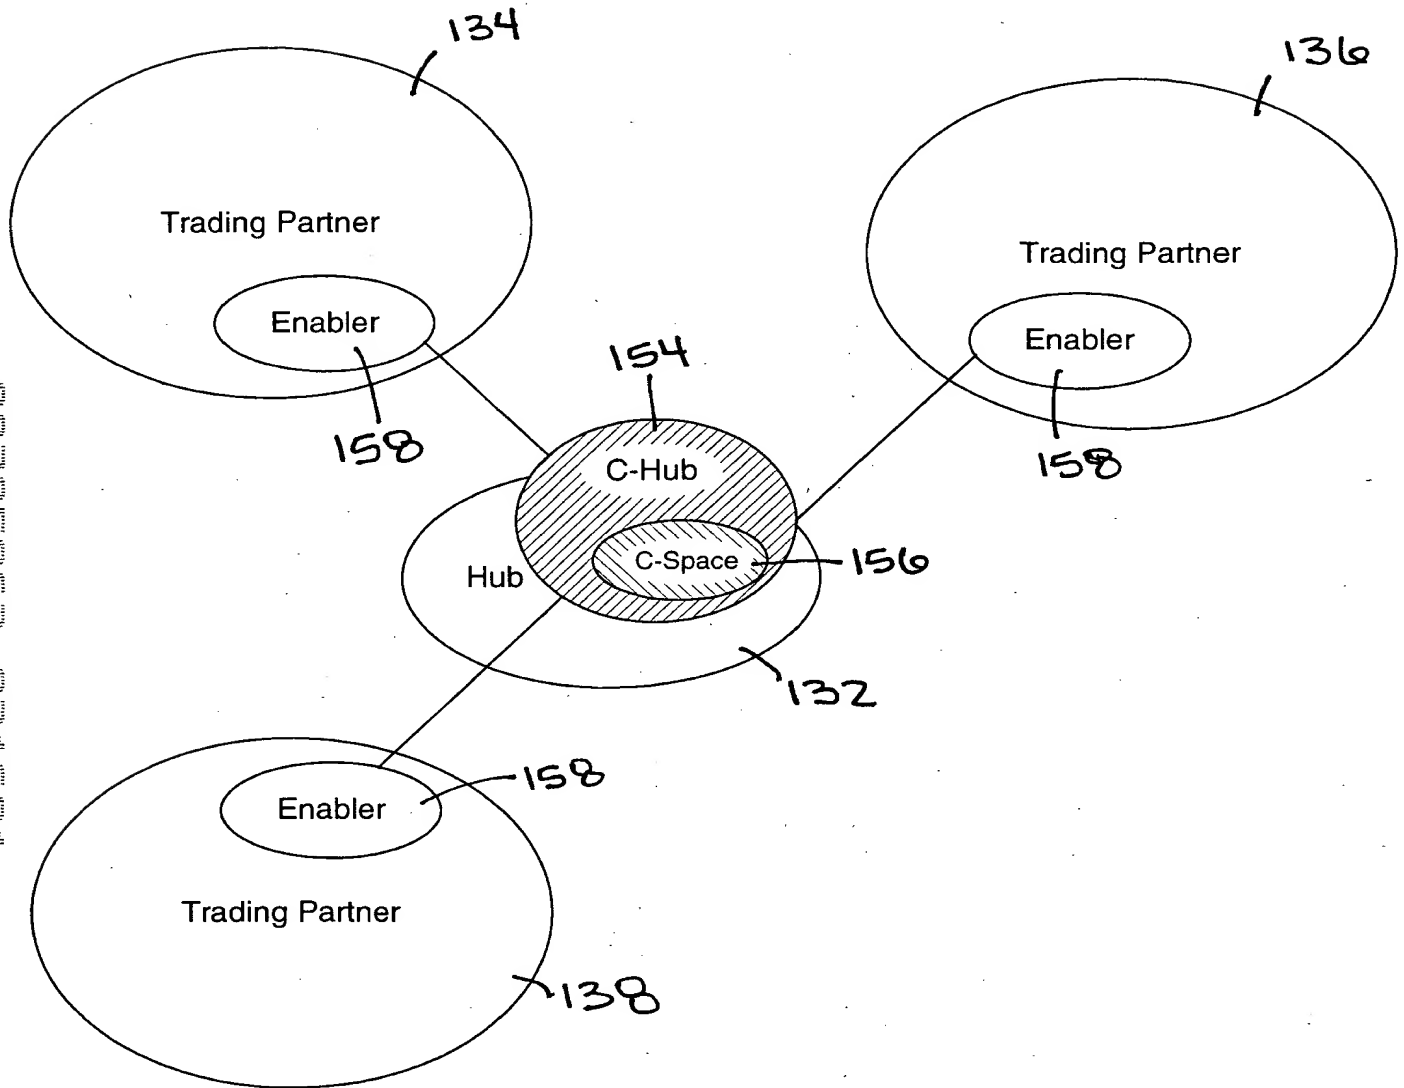 134
136
Trading Partner
Trading Partner
Enabler
Enabler
154
158
158
C-Hub
C-Space
156
Hub
132
158
Enabler
Trading Partner
138